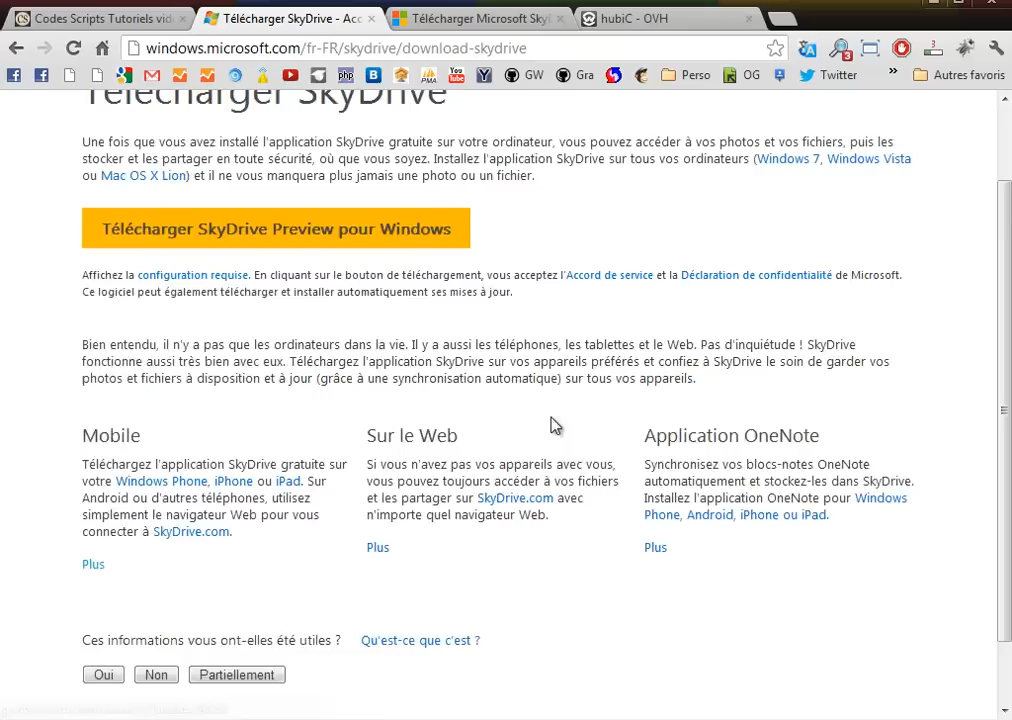 Codes Scripts Tutoriels vid
Télécharger SkyDrive - Acc
Télécharger Microsoft Sky
hubiC - OVH
windows.microsoft.com/fr-FR/skydrive/download-skydrive
Perso
GW
Gra
OG
Twitter
Autres favoris
Télécharger SkyDrive
Une fois que vous avez installé l'application SkyDrive gratuite sur votre ordinateur, vous pouvez accéder à vos photos et vos fichiers, puis les
stocker et les partager en toute sécurité, où que vous soyez. Installez l'application SkyDrive sur tous vos ordinateurs (Windows 7, Windows Vista
ou Mac OS X Lion) et il ne vous manquera plus jamais une photo ou un fichier.
Télécharger SkyDrive Preview pour Windows
Affichez la configuration requise. En cliquant sur le bouton de téléchargement, vous acceptez l'Accord de service et la Déclaration de confidentialité de Microsoft.
Ce logiciel peut également télécharger et installer automatiquement ses mises à jour.
Bien entendu, il n'y a pas que les ordinateurs dans la vie. Il y a aussi les téléphones, les tablettes et le Web. Pas d'inquiétude ! SkyDrive
fonctionne aussi très bien avec eux. Téléchargez l'application SkyDrive sur vos appareils préférés et confiez à SkyDrive le soin de garder vos
photos et fichiers à disposition et à jour (grâce à une synchronisation automatique) sur tous vos appareils.
Mobile
Téléchargez l'application SkyDrive gratuite sur
votre Windows Phone, iPhone ou iPad. Sur
Android ou d'autres téléphones, utilisez
simplement le navigateur Web pour vous
connecter à SkyDrive.com.
Plus
Sur le Web
Si vous n'avez pas vos appareils avec vous,
vous pouvez toujours accéder à vos fichiers
et les partager sur SkyDrive.com avec
n'importe quel navigateur Web.
Plus
Application OneNote
Synchronisez vos blocs-notes OneNote
automatiquement et stockez-les dans SkyDrive.
Installez l'application OneNote pour Windows
Phone, Android, iPhone ou iPad.
Plus
Ces informations vous ont-elles été utiles ? Qu'est-ce que c'est ?
Oui
Non
Partiellement